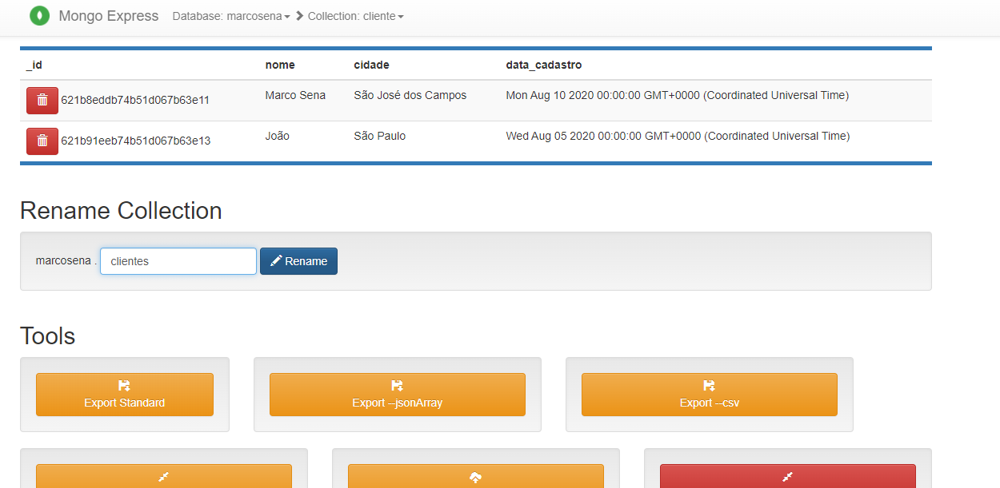 Mongo Express Database: marcosena Collection: cliente
_id nome cidade data_cadastro
621b8eddb74b51d067b63e11 Marco Sena São José dos Campos Mon Aug 10 2020 00:00:00 GMT+0000 (Coordinated Universal Time)
621b91eeb74b51d067b63e13 João São Paulo Wed Aug 05 2020 00:00:00 GMT+0000 (Coordinated Universal Time)
Rename Collection
marcosena . clientes Rename
Tools
Export Standard Export --jsonArray Export --csv